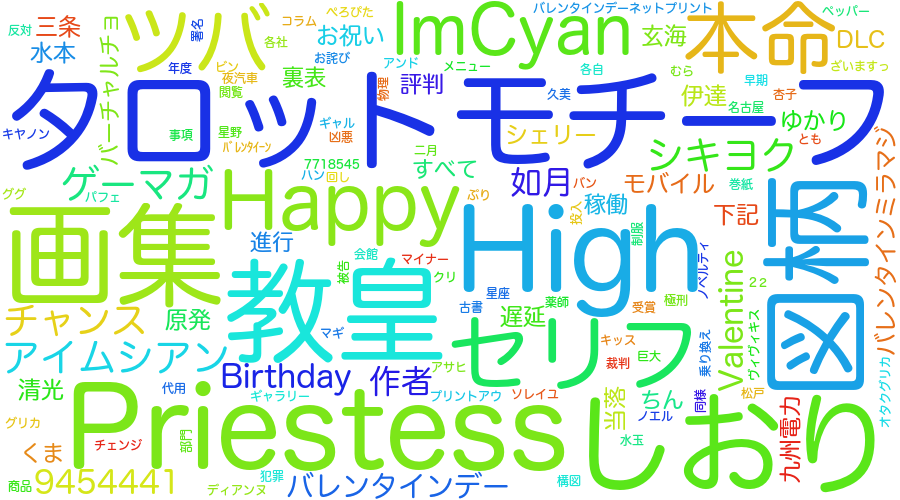 反対
三条
水本
バーチャルチョ
署名
ツバ
コラム
ぺろぴた
お祝い
ImCyan
バレンタインデーネットプリント
玄海
本命
ペッパー
DLC
ざいますっ
各社
お詫び
アンド
メニュー
各自
むら
早期
年度
ピン
夜汽車
閲覧
裏表
物理
評判
久美
伊達
名古屋
杏子
タロットモチーフ
キヤノン
事項
星野
ギャル
凶悪
ゆかり
とも
シェリー
シキヨク
バレンタインミラマジ
ゲーマガ
ググ
パフェ
バレンタイーン
7718545
ハン
回し
二月
すべて
ぶり
如月
バン
モバイル
巻紙
下記
稼働
投入
制服
画集
Happy
High
図柄
進行
会館
被告
マイナー
クリ
教皇
星座
古書
薬師
受賞
極刑
ノベルティ
Valentine
22
ヴィヴィキス
チャンス
原発
遅延
マギ
キッス
裁判
巨大
乗り換え
アイムシアン
セリフ
アサヒ
Birthday
作者
清光
代用
ギャラリー
プリントアウ
ソレイユ
当落
ちん
ノエル
同様
松戸
オタクグリカ
グリカ
くま
チェンジ
部門
Priestess
しおり
九州電力
水玉
構図
商品
9454441
ディアンヌ
犯罪
バレンタインデー